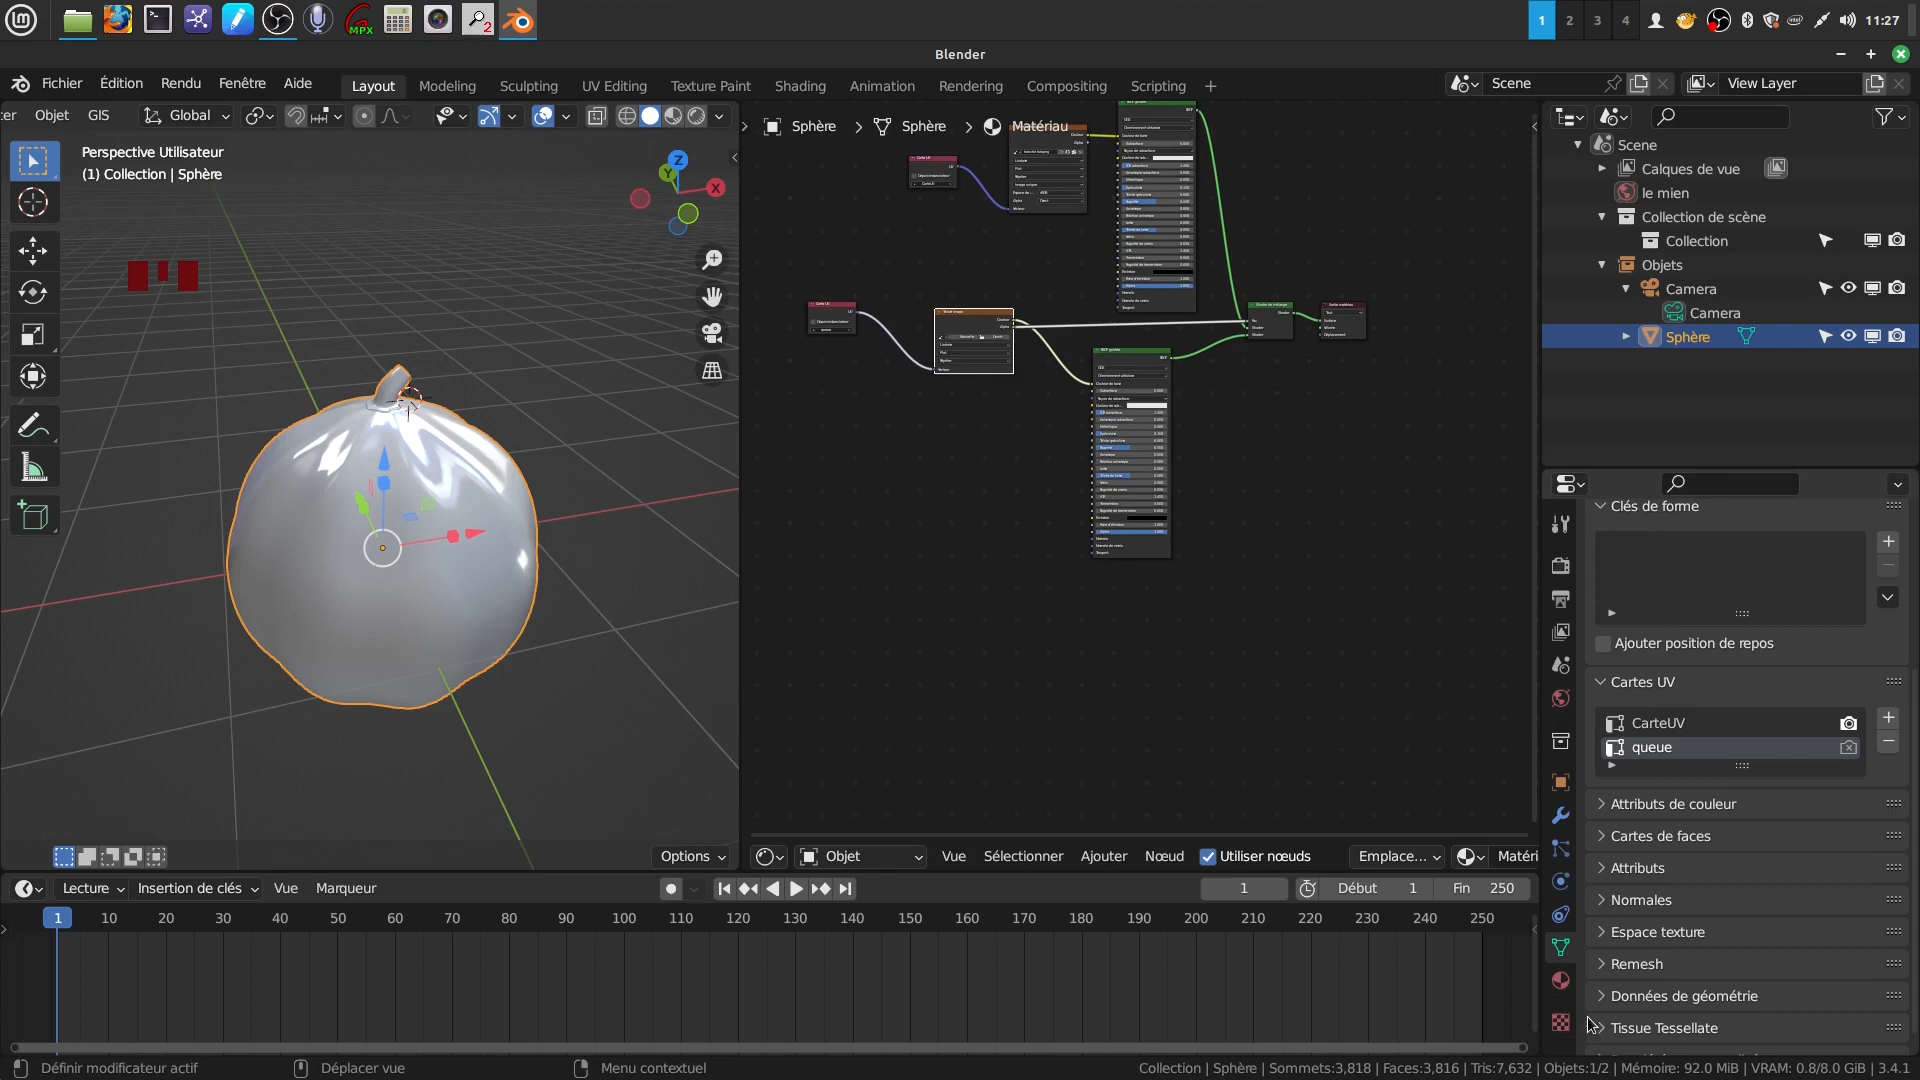 MPX
2
1 2 3 4
11:27
Blender
Fichier Édition Rendu Fenêtre Aide
Layout Modeling Sculpting UV Editing Texture Paint Shading Animation Rendering Compositing Scripting
Scene
View Layer
Objet GIS Global
Sphère > Sphère > Matériau
Perspective Utilisateur
(1) Collection | Sphère
Z
Y
X
Scene
Calques de vue
le mien
Collection de scène
Collection
Objets
Camera
Camera
Sphère
Clés de forme
Ajouter position de repos
Cartes UV
CarteUV
queue
Attributs de couleur
Cartes de faces
Attributs
Normales
Espace texture
Remesh
Données de géométrie
Tissue Tessellate
Options
Objet Vue Sélectionner Ajouter Nœud Utiliser nœuds Emplace... Matéri
Lecture Insertion de clés Vue Marqueur
1 Début 1 Fin 250
1 10 20 30 40 50 60 70 80 90 100 110 120 130 140 150 160 170 180 190 200 210 220 230 240 250
Définir modificateur actif Déplacer vue Menu contextuel
Collection | Sphère | Sommets:3,818 | Faces:3,816 | Tris:7,632 | Objets:1/2 | Mémoire: 92.0 MiB | VRAM: 0.8/8.0 GiB | 3.4.1